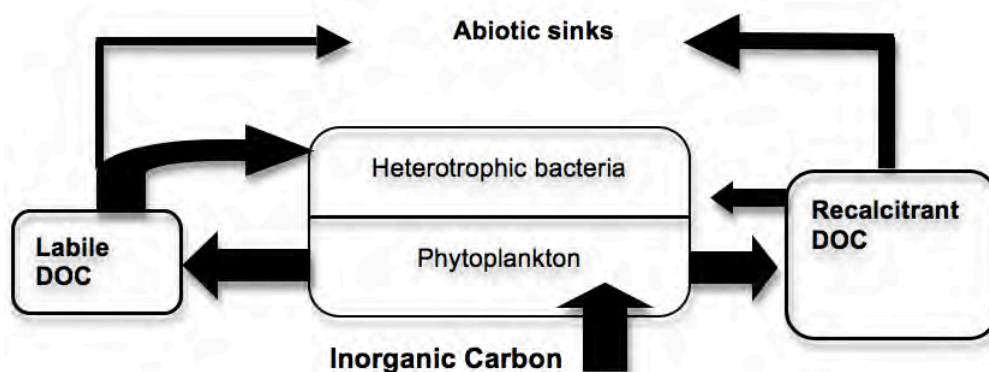 Abiotic sinks
Heterotrophic bacteria
Labile
DOC
Recalcitrant
DOC
Phytoplankton
Inorganic Carbon